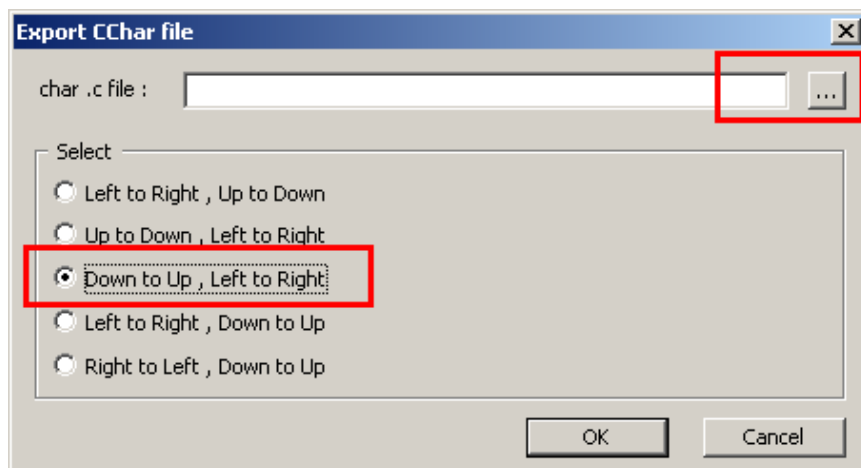 Export CChar file
char .c file :
...
Select
Left to Right , Up to Down
Up to Down , Left to Right
Down to Up , Left to Right
Left to Right , Down to Up
Right to Left , Down to Up
OK Cancel